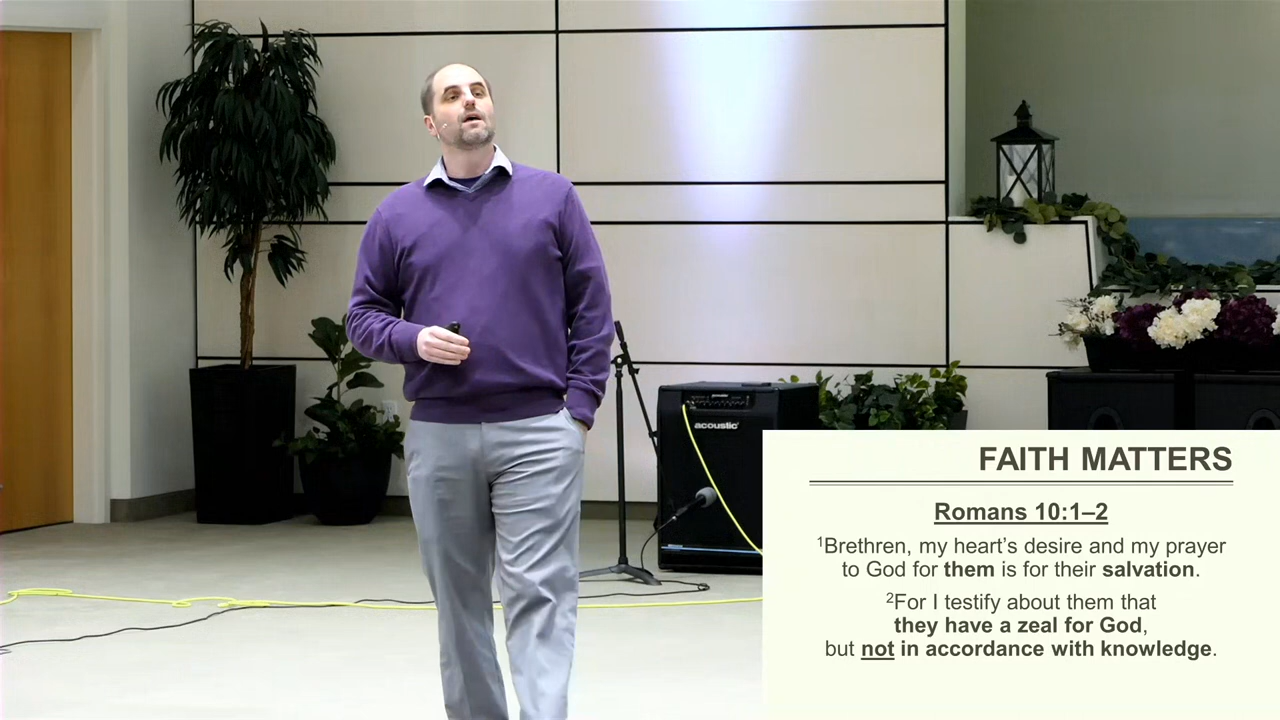 acoustic
FAITH MATTERS
Romans 10:1–2
¹Brethren, my heart’s desire and my prayer
to God for them is for their salvation.
²For I testify about them that
they have a zeal for God,
but not in accordance with knowledge.